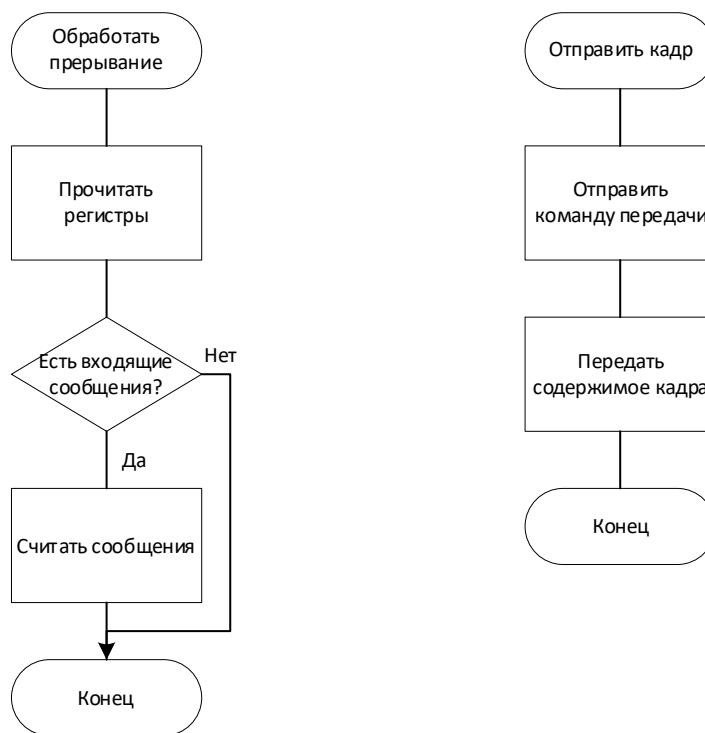 Обработать
прерывание
Прочитать
регистры
Есть входящие
сообщения?
Нет
Да
Считать сообщения
Конец
Отправить кадр
Отправить
команду передачи
Передать
содержимое кадра
Конец